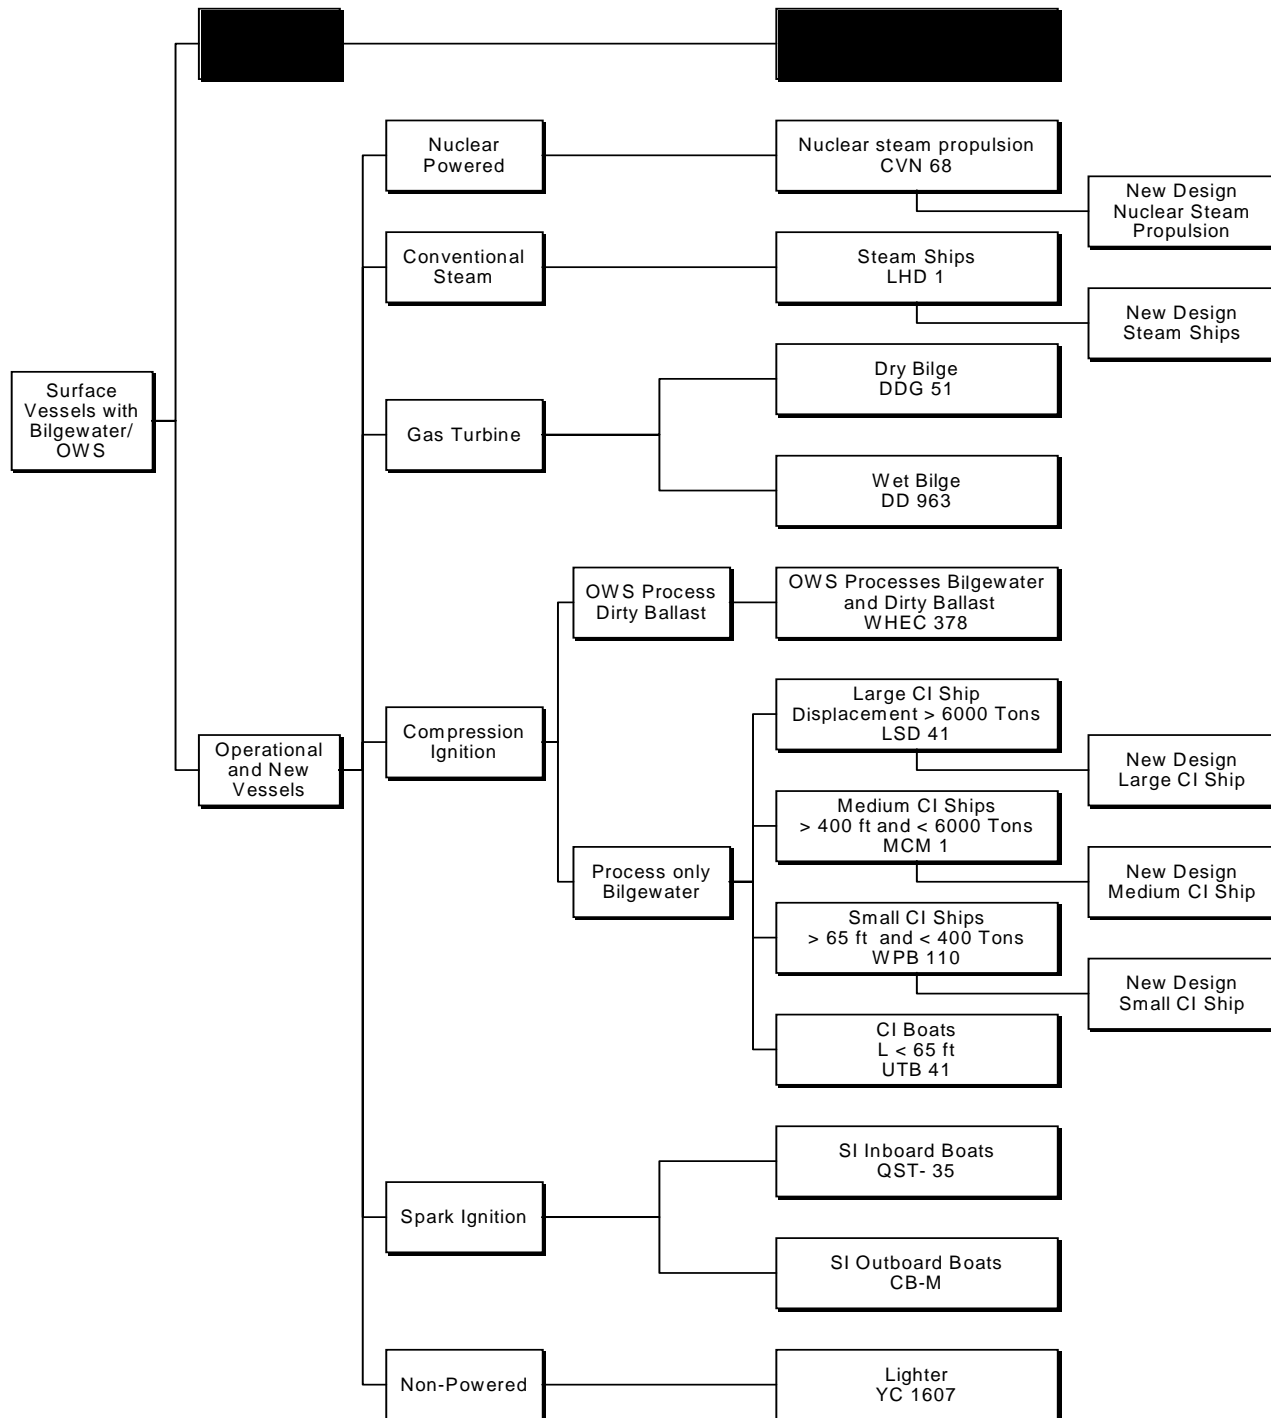 Nuclear
Powered
Nuclear steam propulsion
CVN 68
New Design
Nuclear Steam
Propulsion
Conventional
Steam
Steam Ships
LHD 1
New Design
Steam Ships
Surface
Vessels with
Bilgewater/
OWS
Gas Turbine
Dry Bilge
DDG 51
Wet Bilge
DD 963
OWS Process
Dirty Ballast
OWS Processes Bilgewater
and Dirty Ballast
WHEC 378
Operational
and New
Vessels
Compression
Ignition
Large CI Ship
Displacement > 6000 Tons
LSD 41
New Design
Large CI Ship
Process only
Bilgewater
Medium CI Ships
> 400 ft and < 6000 Tons
MCM 1
New Design
Medium CI Ship
Small CI Ships
> 65 ft and < 400 Tons
WPB 110
New Design
Small CI Ship
CI Boats
L < 65 ft
UTB 41
Spark Ignition
SI Inboard Boats
QST- 35
SI Outboard Boats
CB-M
Non-Powered
Lighter
YC 1607